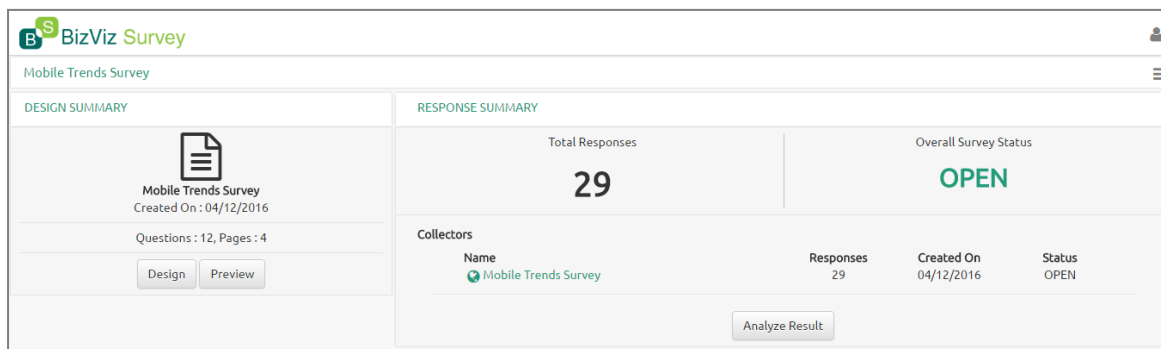 BS BizViz Survey
Mobile Trends Survey
DESIGN SUMMARY
Mobile Trends Survey
Created On : 04/12/2016
Questions : 12, Pages : 4
Design Preview
RESPONSE SUMMARY
Total Responses Overall Survey Status
29 OPEN
Collectors
Name Responses Created On Status
Mobile Trends Survey 29 04/12/2016 OPEN
Analyze Result